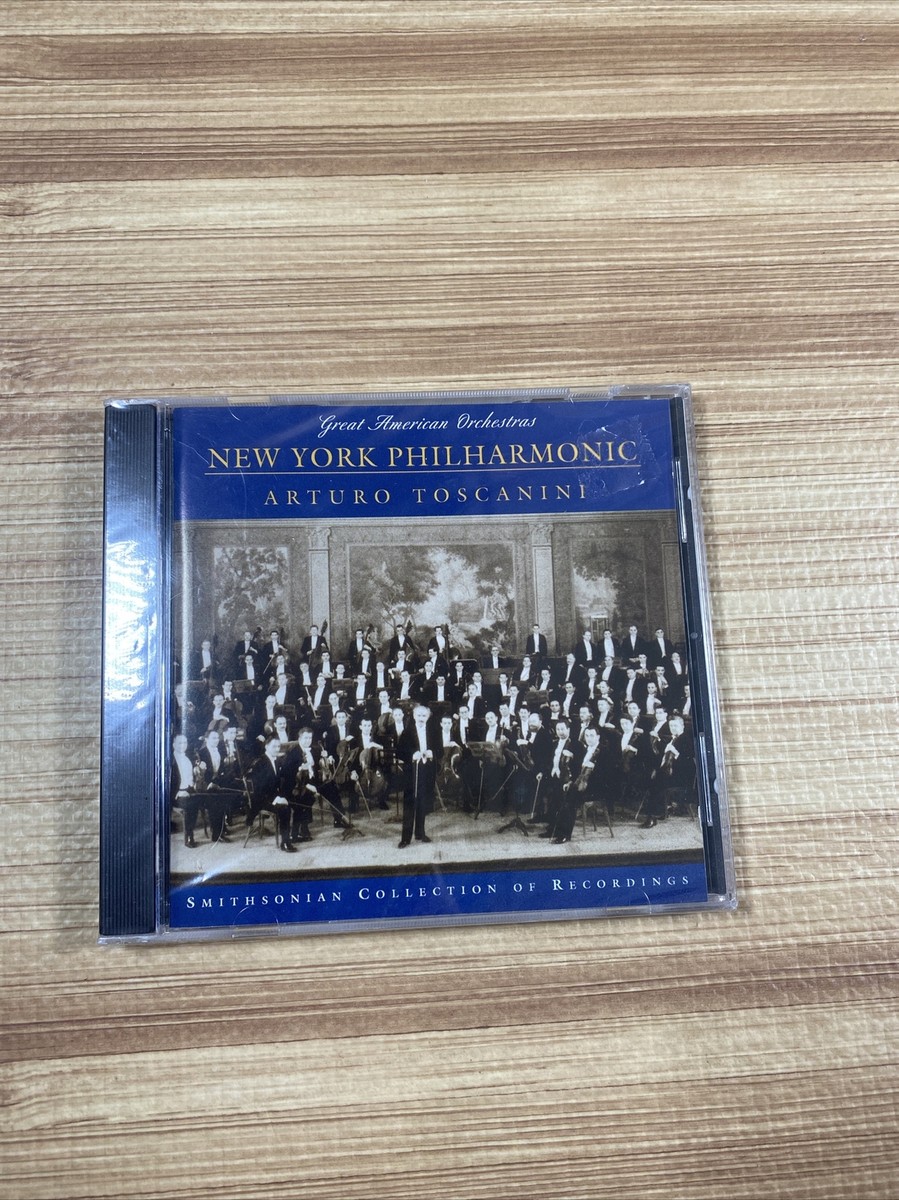 Great American Orchestras
NEW YORK PHILHARMONIC
ARTURO TOSCANINI
SMITHSONIAN COLLECTION OF RECORDINGS